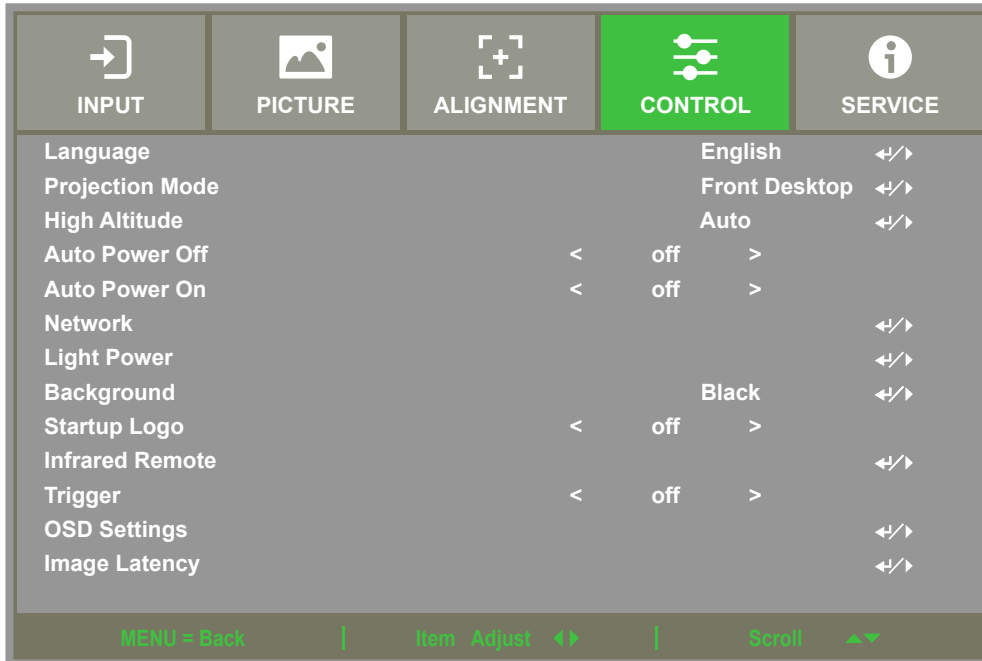 INPUT PICTURE ALIGNMENT CONTROL SERVICE
Language English
Projection Mode Front Desktop
High Altitude Auto
Auto Power Off < off >
Auto Power On < off >
Network
Light Power
Background Black
Startup Logo < off >
Infrared Remote
Trigger < off >
OSD Settings
Image Latency
MENU = Back | Item Adjust | Scroll